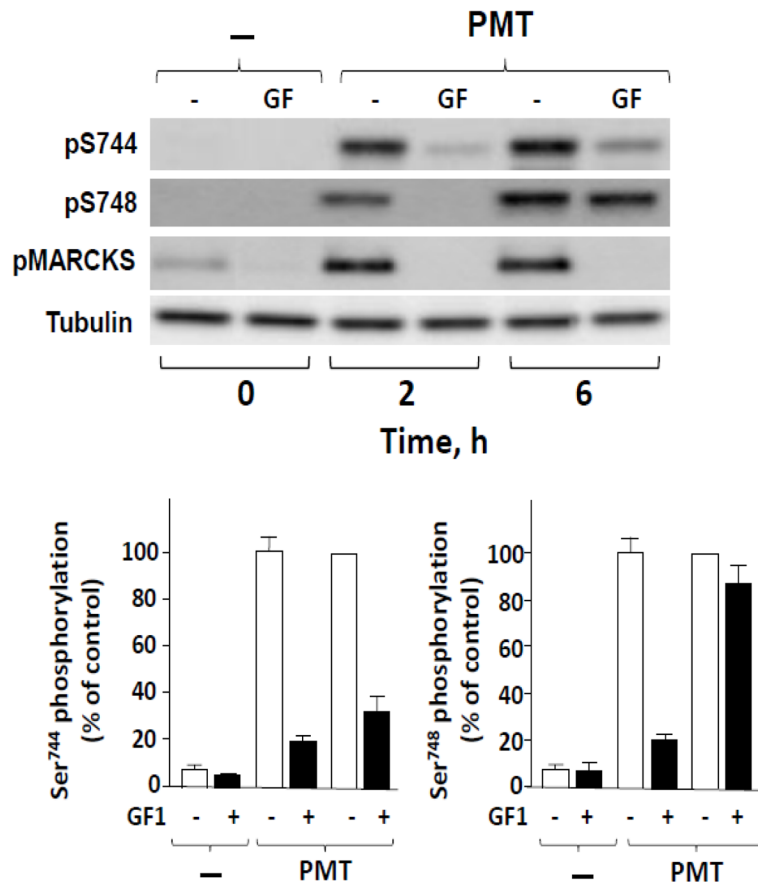 – PMT
- GF - GF - GF
pS744
pS748
pMARCKS
Tubulin
0 2 6
Time, h
Ser744 phosphorylation
(% of control)
100
80
60
40
20
0
GF1 - + - + - +
– PMT
Ser748 phosphorylation
(% of control)
100
80
60
40
20
0
GF1 - + - + - +
– PMT